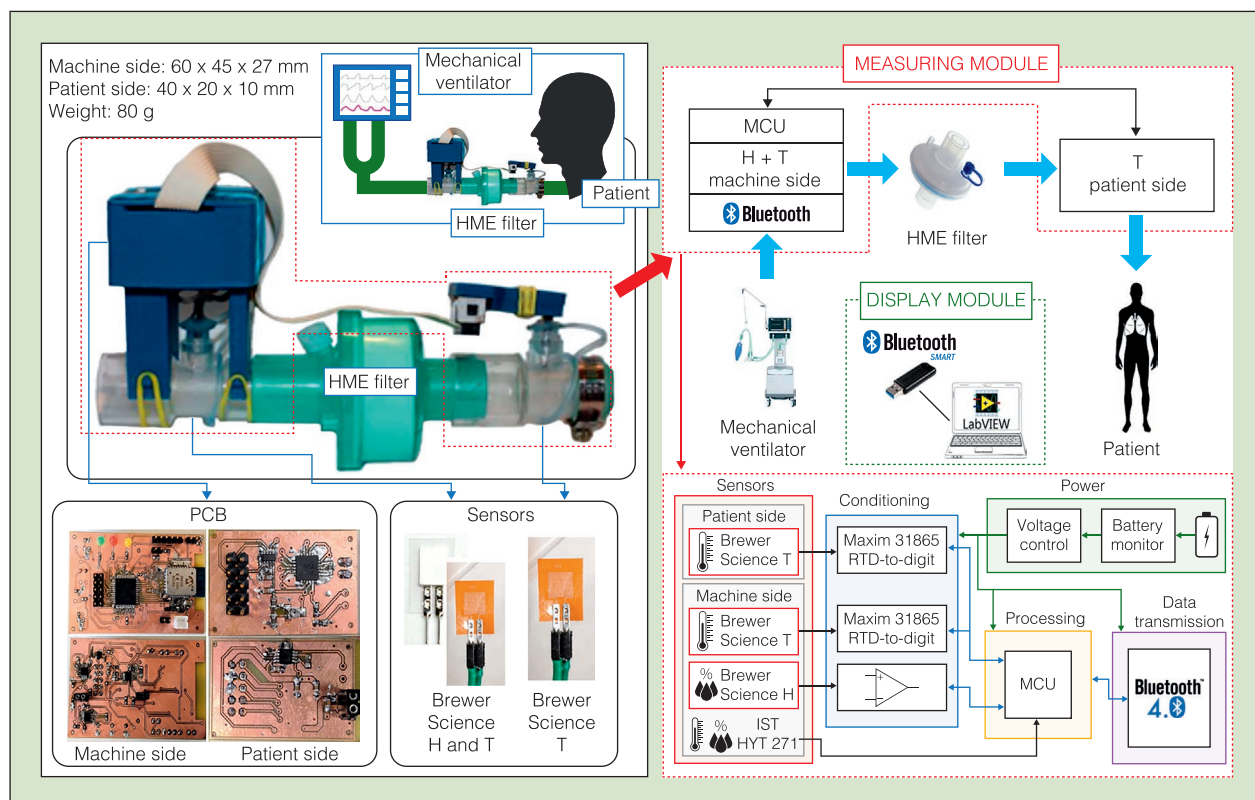 Machine side: 60 x 45 x 27 mm
Patient side: 40 x 20 x 10 mm
Weight: 80 g
Mechanical
ventilator
Patient
HME filter
HME filter
PCB
Machine side
Patient side
Sensors
Brewer
Science
H and T
Brewer
Science
T
MEASURING MODULE
MCU
H + T
machine side
Bluetooth
HME filter
T
patient side
Mechanical
ventilator
DISPLAY MODULE
Bluetooth
SMART
LabVIEW
Patient
Sensors
Patient side
Brewer
Science T
Machine side
Brewer
Science T
%
Brewer
Science H
%
IST
HYT 271
Conditioning
Maxim 31865
RTD-to-digit
Maxim 31865
RTD-to-digit
+
−
Power
Voltage
control
Battery
monitor
Processing
MCU
Data
transmission
Bluetooth™
4.0